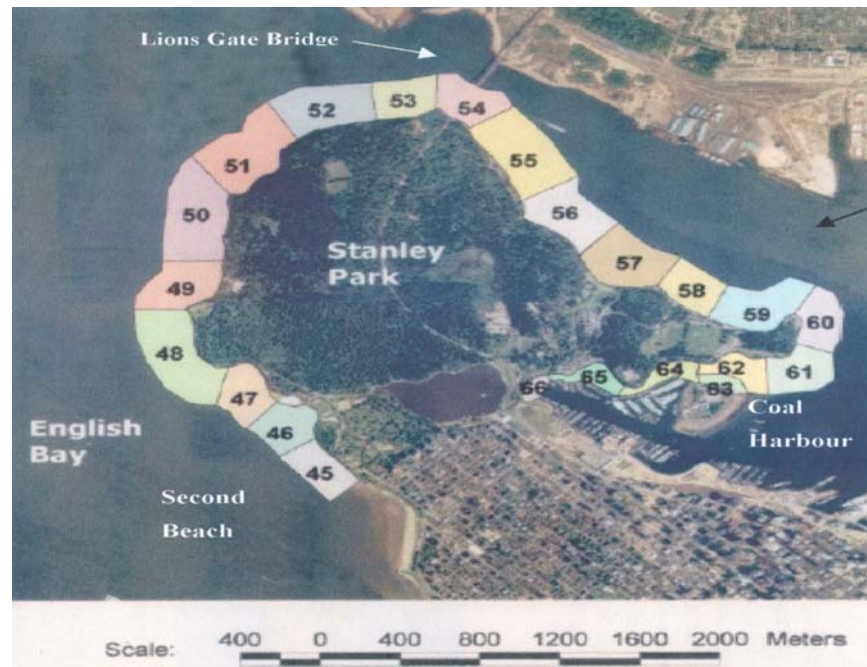 Lions Gate Bridge
52
53
54
51
55
50
56
Stanley
Park
57
49
58
59
60
48
64
62
61
66
65
63
47
Coal
Harbour
English
Bay
46
45
Second
Beach
Scale: 400 0 400 800 1200 1600 2000 Meters